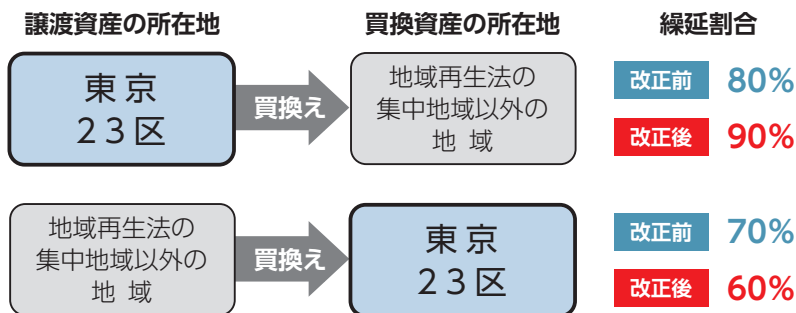 譲渡資産の所在地
買換資産の所在地
繰延割合
東京
23区
買換え
地域再生法の
集中地域以外の
地域
改正前 80%
改正後 90%
地域再生法の
集中地域以外の
地域
買換え
東京
23区
改正前 70%
改正後 60%